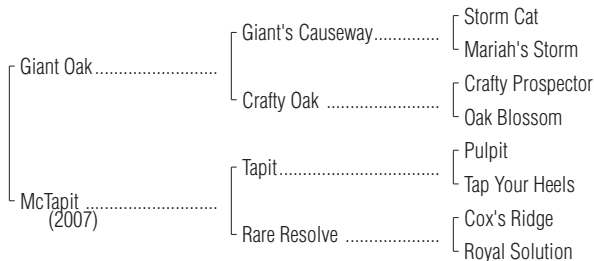 Storm Cat
Giant's Causeway..............
Mariah's Storm
Giant Oak..........................
Crafty Prospector
Crafty Oak ........................
Oak Blossom
Pulpit
Tapit..................................
Tap Your Heels
McTapit ............................
(2007)
Cox's Ridge
Rare Resolve ....................
Royal Solution